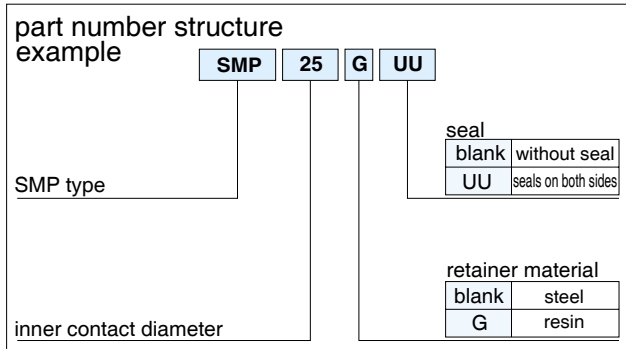 part number structure
example
SMP 25 G UU
seal
blank without seal
UU seals on both sides
SMP type
retainer material
blank steel
G resin
inner contact diameter